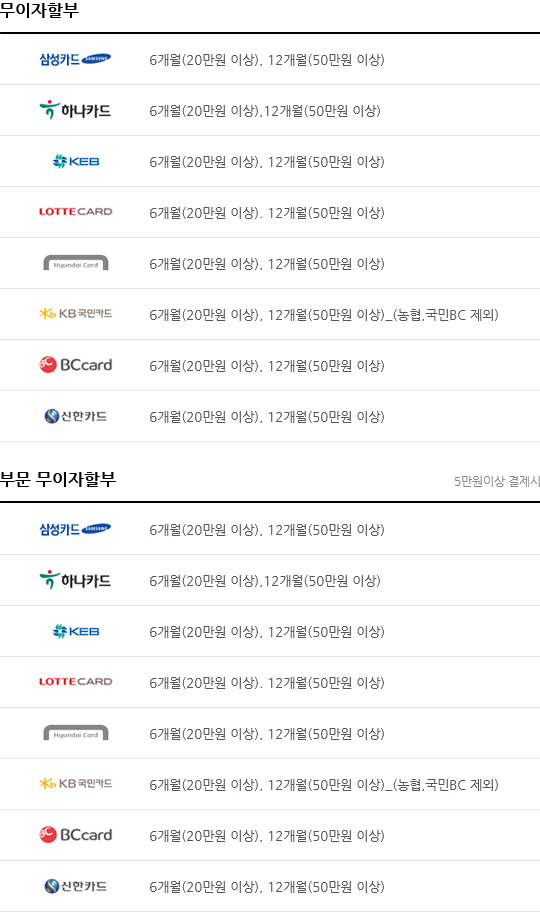 무이자할부
삼성카드 SAMSUNG 6개월(20만원 이상), 12개월(50만원 이상)
하나카드 6개월(20만원 이상),12개월(50만원 이상)
KEB 6개월(20만원 이상), 12개월(50만원 이상)
LOTTECARD 6개월(20만원 이상). 12개월(50만원 이상)
Hyundai Card 6개월(20만원 이상), 12개월(50만원 이상)
KB국민카드 6개월(20만원 이상), 12개월(50만원 이상)_(농협,국민BC 제외)
BC BCcard 6개월(20만원 이상), 12개월(50만원 이상)
신한카드 6개월(20만원 이상), 12개월(50만원 이상)
부문 무이자할부 5만원이상 결제시
삼성카드 SAMSUNG 6개월(20만원 이상), 12개월(50만원 이상)
하나카드 6개월(20만원 이상),12개월(50만원 이상)
KEB 6개월(20만원 이상), 12개월(50만원 이상)
LOTTECARD 6개월(20만원 이상). 12개월(50만원 이상)
Hyundai Card 6개월(20만원 이상), 12개월(50만원 이상)
KB국민카드 6개월(20만원 이상), 12개월(50만원 이상)_(농협,국민BC 제외)
BC BCcard 6개월(20만원 이상), 12개월(50만원 이상)
신한카드 6개월(20만원 이상), 12개월(50만원 이상)